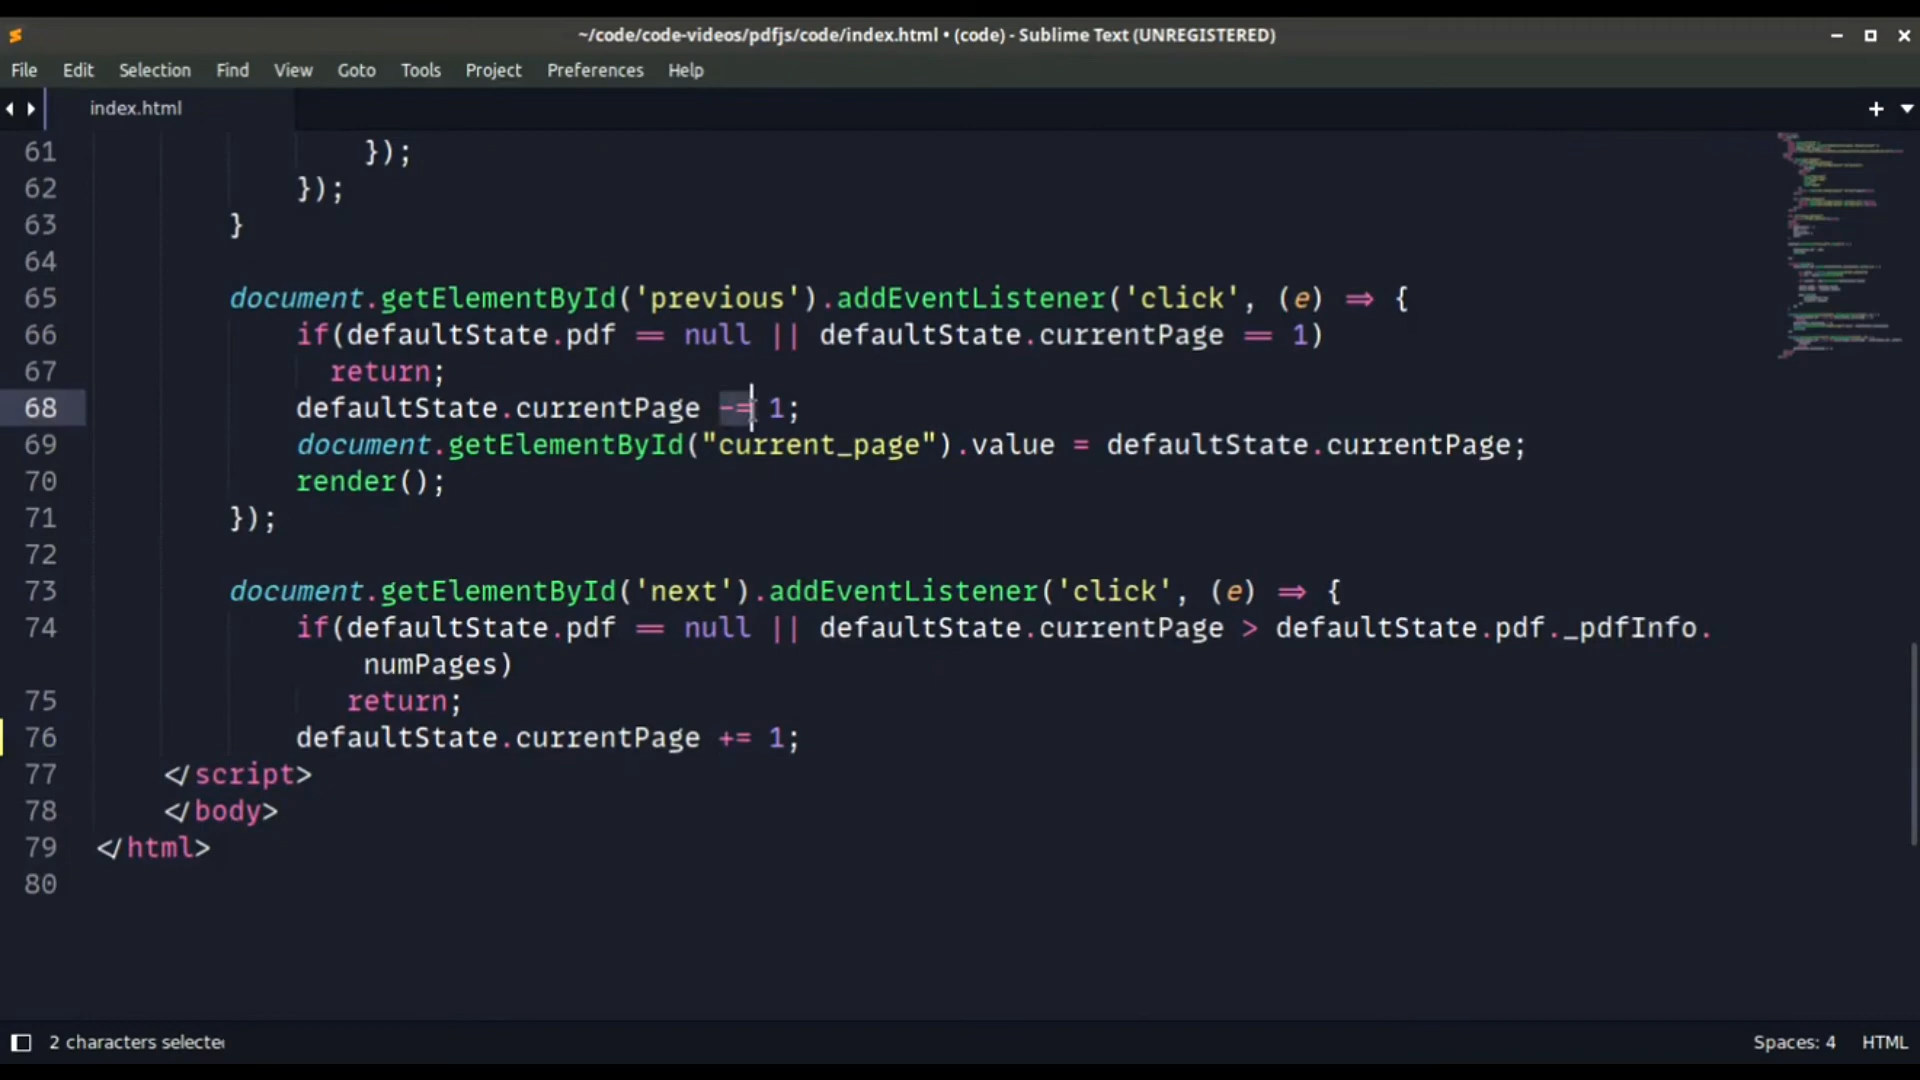 ~/code/code-videos/pdfjs/code/index.html • (code) - Sublime Text (UNREGISTERED)
File Edit Selection Find View Goto Tools Project Preferences Help
index.html
61 });
62 });
63 }
64
65 document.getElementById('previous').addEventListener('click', (e) => {
66 if(defaultState.pdf == null || defaultState.currentPage == 1)
67 return;
68 defaultState.currentPage -= 1;
69 document.getElementById("current_page").value = defaultState.currentPage;
70 render();
71 });
72
73 document.getElementById('next').addEventListener('click', (e) => {
74 if(defaultState.pdf == null || defaultState.currentPage > defaultState.pdf._pdfInfo.
numPages)
75 return;
76 defaultState.currentPage += 1;
77 </script>
78 </body>
79 </html>
80
2 characters selected Spaces: 4 HTML